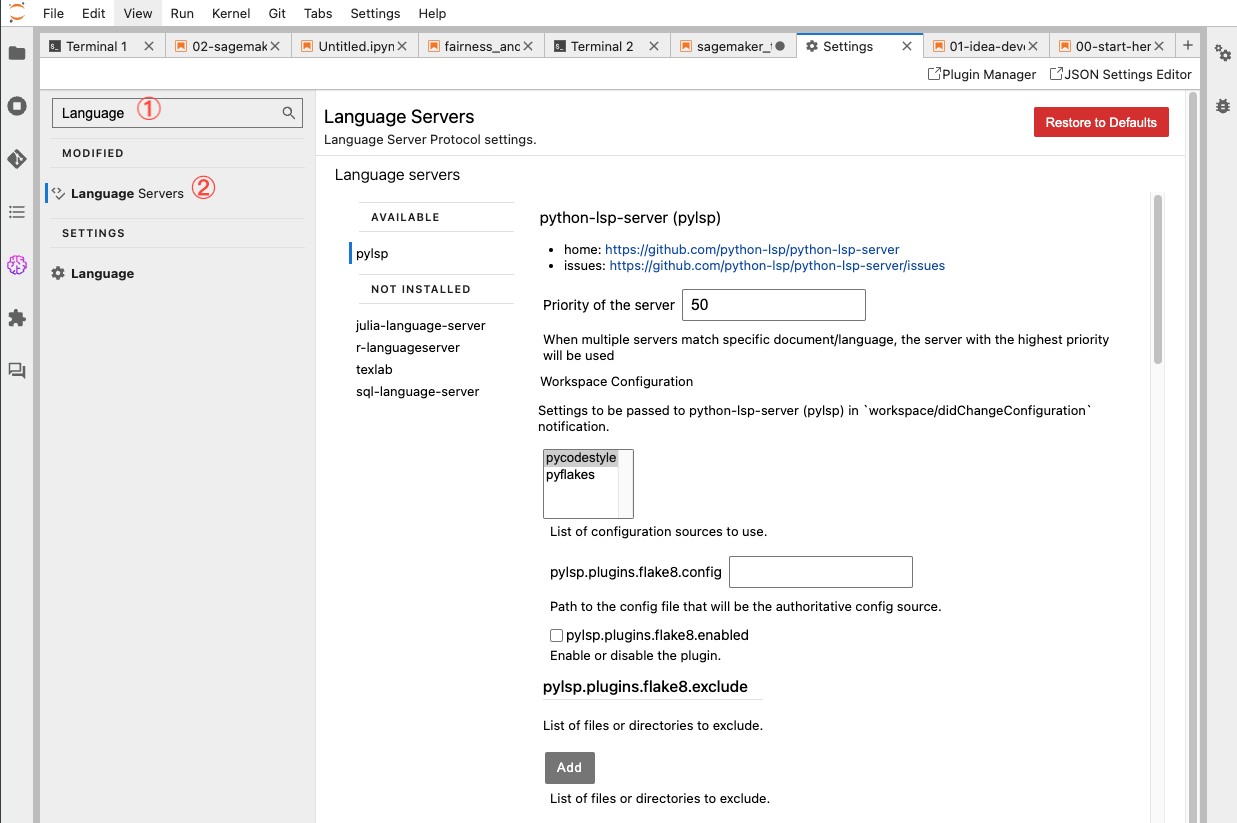 File Edit View Run Kernel Git Tabs Settings Help
Terminal 1
02-sagemak
Untitled.ipyn
fairness_and
Terminal 2
sagemaker_
Settings
01-idea-deve
00-start-her
Plugin Manager JSON Settings Editor
Language ①
MODIFIED
Language Servers ②
SETTINGS
Language
Language Servers
Language Server Protocol settings.
Restore to Defaults
Language servers
AVAILABLE
pylsp
NOT INSTALLED
julia-language-server
r-languageserver
texlab
sql-language-server
python-lsp-server (pylsp)
• home: https://github.com/python-lsp/python-lsp-server
• issues: https://github.com/python-lsp/python-lsp-server/issues
Priority of the server 50
When multiple servers match specific document/language, the server with the highest priority
will be used
Workspace Configuration
Settings to be passed to python-lsp-server (pylsp) in `workspace/didChangeConfiguration`
notification.
pycodestyle
pyflakes
List of configuration sources to use.
pylsp.plugins.flake8.config
Path to the config file that will be the authoritative config source.
pylsp.plugins.flake8.enabled
Enable or disable the plugin.
pylsp.plugins.flake8.exclude
List of files or directories to exclude.
Add
List of files or directories to exclude.